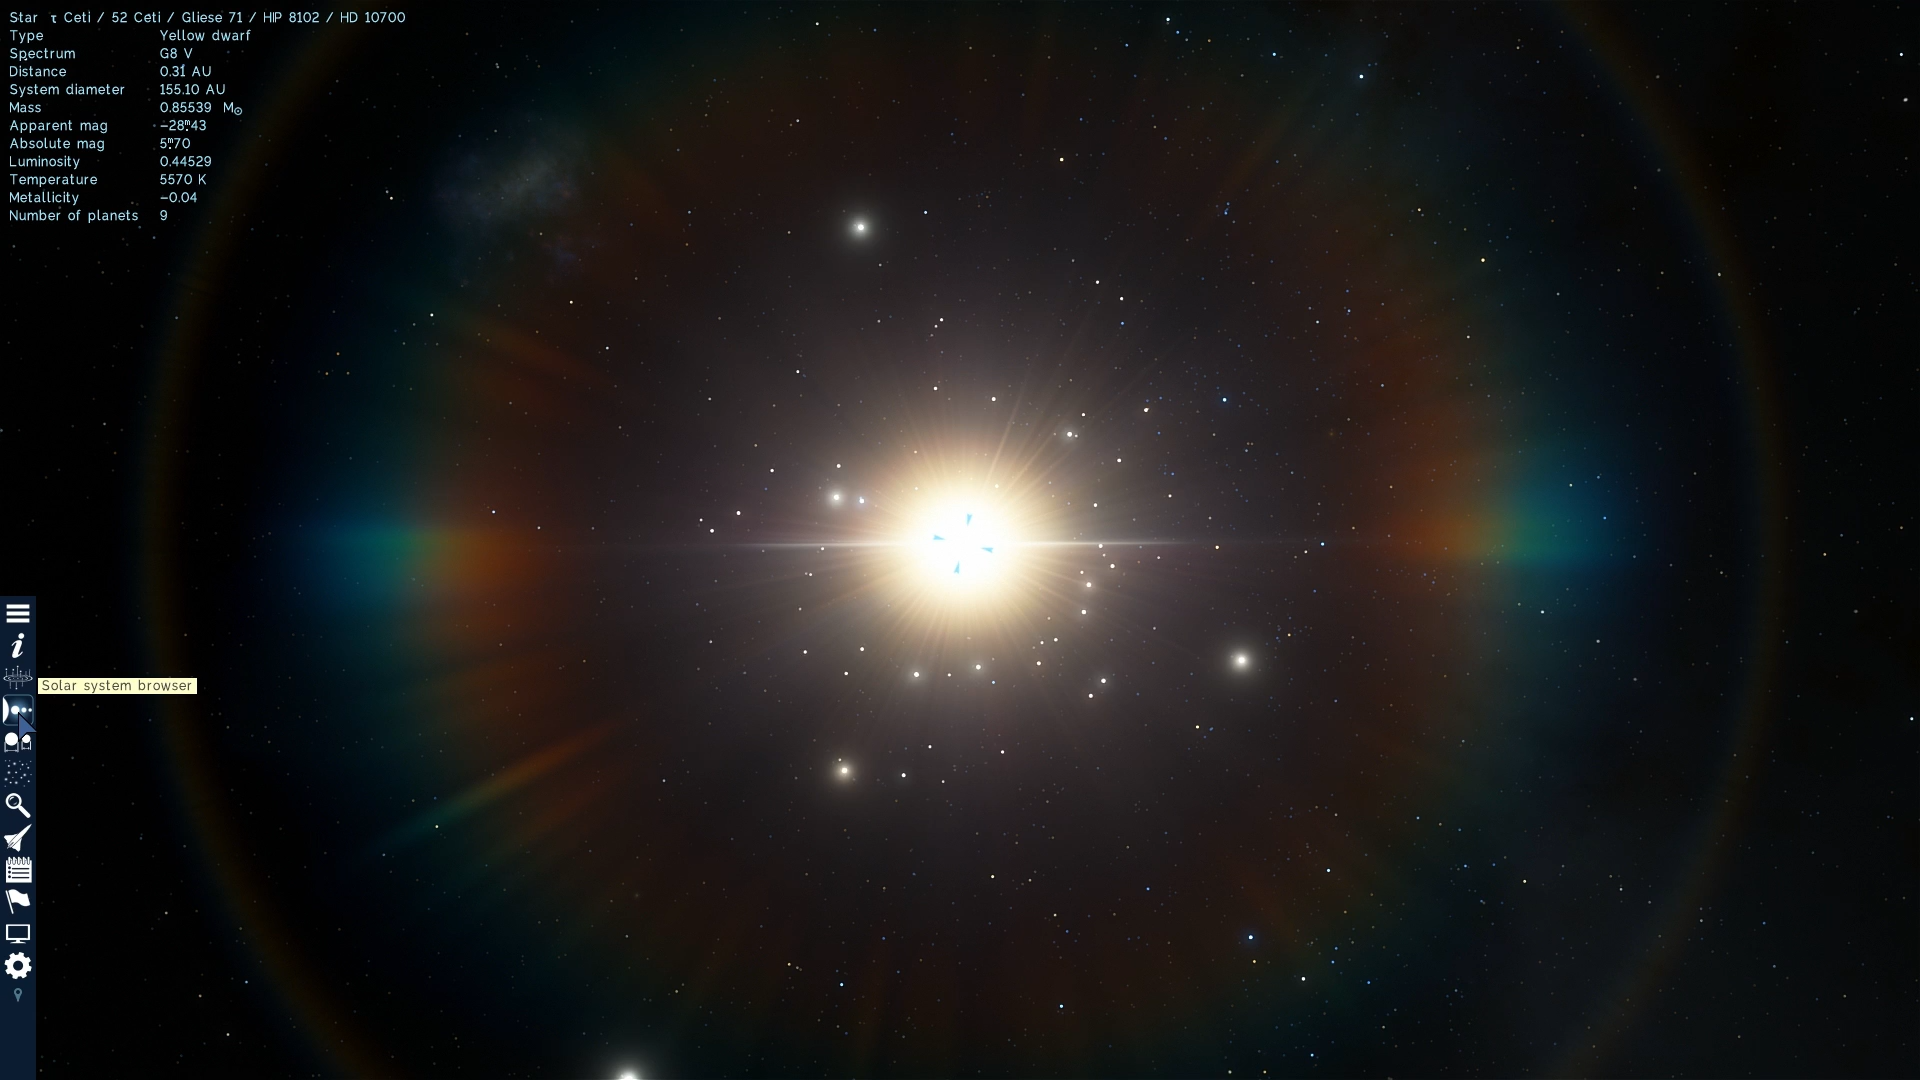 Star τ Ceti / 52 Ceti / Gliese 71 / HIP 8102 / HD 10700
Type Yellow dwarf
Spectrum G8 V
Distance 0.31 AU
System diameter 155.10 AU
Mass 0.85539 M☉
Apparent mag −28ᵐ.43
Absolute mag 5ᵐ.70
Luminosity 0.44529
Temperature 5570 K
Metallicity −0.04
Number of planets 9
Solar system browser